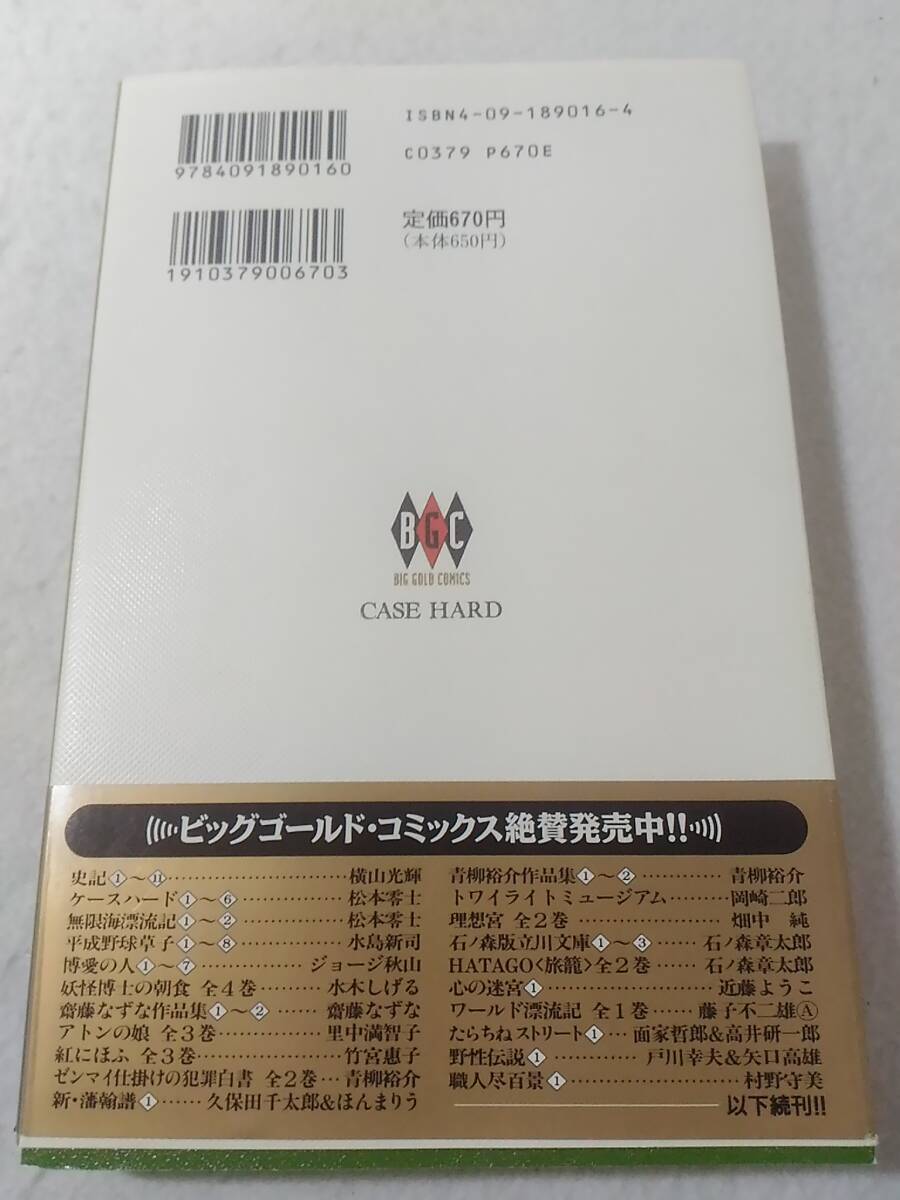 ISBN4-09-189016-4
9784091890160
C0379 P670E
1910379006703
定価670円
(本体650円)
BGC
BIG GOLD COMICS
CASE HARD
ビッグゴールド・コミックス絶賛発売中!!
史記①〜⑪……………………横山光輝
ケースハード①〜⑥…………松本零士
無限海漂流記①〜②…………松本零士
平成野球草子①〜⑧…………水島新司
博愛の人①〜⑦……………ジョージ秋山
妖怪博士の朝食 全4巻………水木しげる
齋藤なずな作品集①〜②……齋藤なずな
アトンの娘 全3巻……………里中満智子
紅にほふ 全3巻………………竹宮惠子
ゼンマイ仕掛けの犯罪白書 全2巻…青柳裕介
新・藩翰譜①……久保田千太郎&ほんまりう
青柳裕介作品集①〜②……青柳裕介
トワイライトミュージアム………岡崎二郎
理想宮 全2巻………………畑中 純
石ノ森版立川文庫①〜③……石ノ森章太郎
HATAGO〈旅籠〉全2巻……石ノ森章太郎
心の迷宮①……………………近藤ようこ
ワールド漂流記 全1巻……藤子不二雄Ⓐ
たらちねストリート①…面家哲郎&高井研一郎
野性伝説①…………戸川幸夫&矢口高雄
職人尽百景①…………………村野守美
以下続刊!!